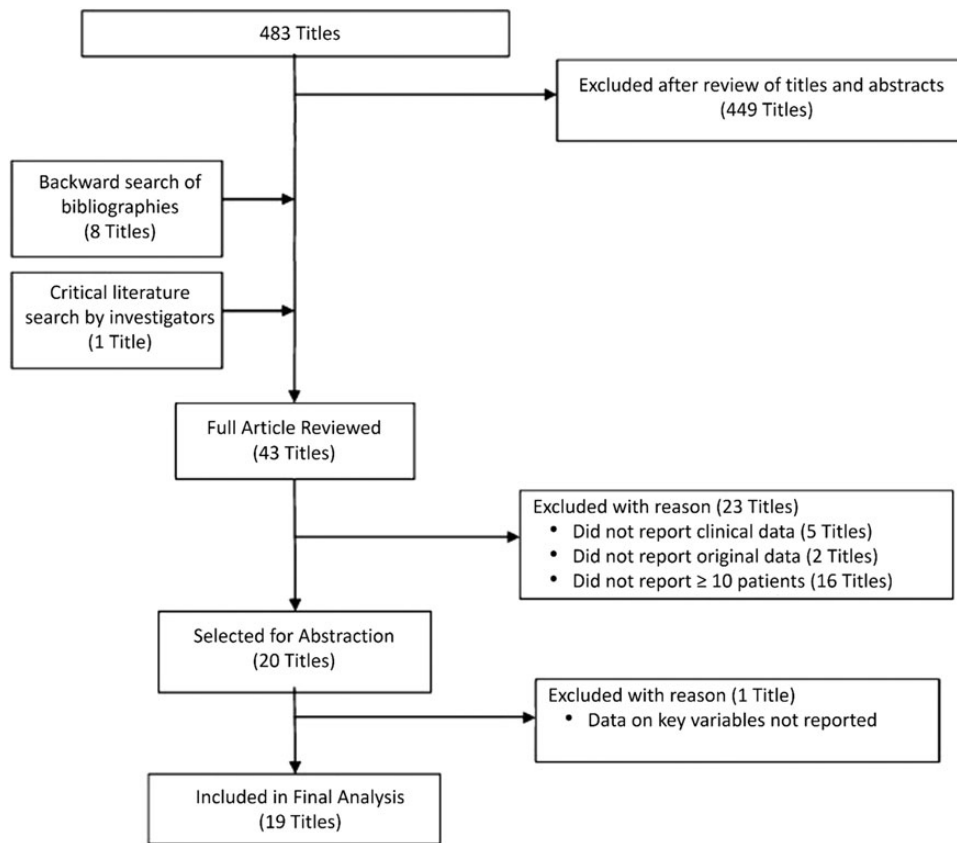 483 Titles
Excluded after review of titles and abstracts
(449 Titles)
Backward search of
bibliographies
(8 Titles)
Critical literature
search by investigators
(1 Title)
Full Article Reviewed
(43 Titles)
Excluded with reason (23 Titles)
• Did not report clinical data (5 Titles)
• Did not report original data (2 Titles)
• Did not report ≥ 10 patients (16 Titles)
Selected for Abstraction
(20 Titles)
Excluded with reason (1 Title)
• Data on key variables not reported
Included in Final Analysis
(19 Titles)